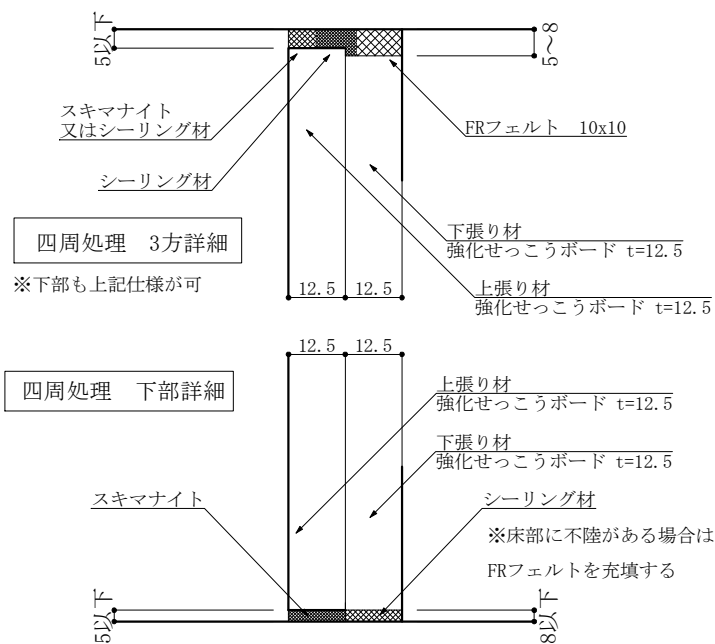 5以下
5～8
スキマナイト
又はシーリング材
FRフェルト 10x10
シーリング材
四周処理 3方詳細
※下部も上記仕様が可
下張り材
強化せっこうボード t=12.5
上張り材
強化せっこうボード t=12.5
12.5 12.5
12.5 12.5
四周処理 下部詳細
上張り材
強化せっこうボード t=12.5
下張り材
強化せっこうボード t=12.5
スキマナイト
シーリング材
※床部に不陸がある場合は
FRフェルトを充填する
5以下
8以下